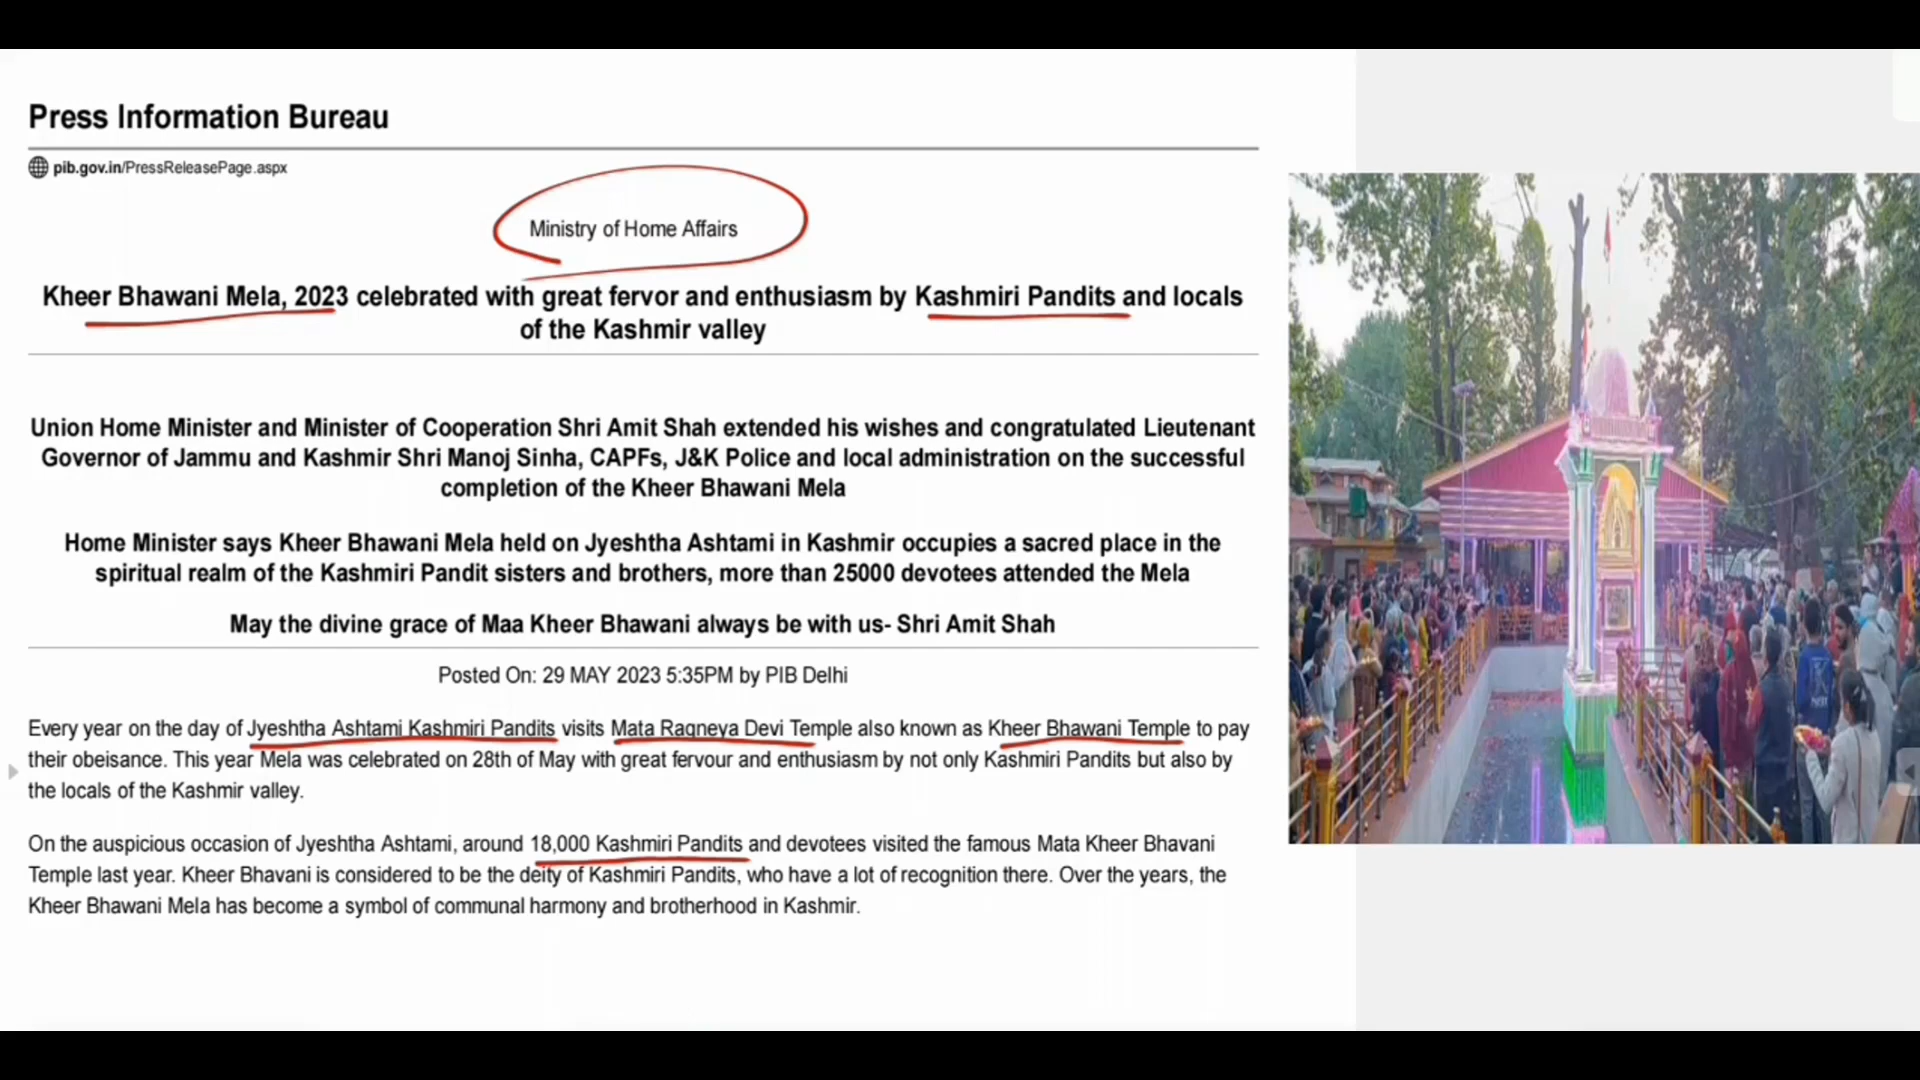 Press Information Bureau
pib.gov.in/PressReleasePage.aspx
Ministry of Home Affairs
Kheer Bhawani Mela, 2023 celebrated with great fervor and enthusiasm by Kashmiri Pandits and locals
of the Kashmir valley
Union Home Minister and Minister of Cooperation Shri Amit Shah extended his wishes and congratulated Lieutenant
Governor of Jammu and Kashmir Shri Manoj Sinha, CAPFs, J&K Police and local administration on the successful
completion of the Kheer Bhawani Mela
Home Minister says Kheer Bhawani Mela held on Jyeshtha Ashtami in Kashmir occupies a sacred place in the
spiritual realm of the Kashmiri Pandit sisters and brothers, more than 25000 devotees attended the Mela
May the divine grace of Maa Kheer Bhawani always be with us- Shri Amit Shah
Posted On: 29 MAY 2023 5:35PM by PIB Delhi
Every year on the day of Jyeshtha Ashtami Kashmiri Pandits visits Mata Ragneya Devi Temple also known as Kheer Bhawani Temple to pay
their obeisance. This year Mela was celebrated on 28th of May with great fervour and enthusiasm by not only Kashmiri Pandits but also by
the locals of the Kashmir valley.
On the auspicious occasion of Jyeshtha Ashtami, around 18,000 Kashmiri Pandits and devotees visited the famous Mata Kheer Bhavani
Temple last year. Kheer Bhavani is considered to be the deity of Kashmiri Pandits, who have a lot of recognition there. Over the years, the
Kheer Bhawani Mela has become a symbol of communal harmony and brotherhood in Kashmir.